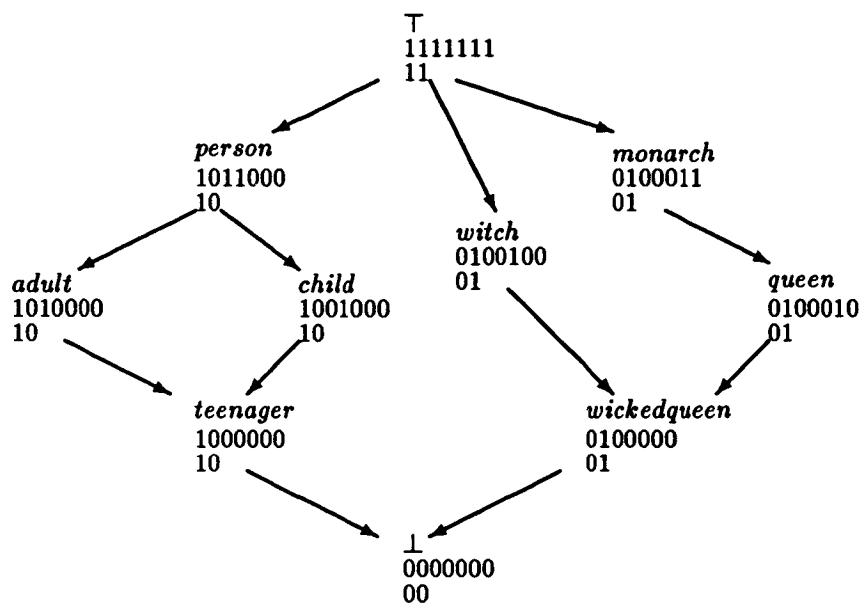 ⊤
1111111
11
person
1011000
10
monarch
0100011
01
witch
0100100
01
adult
1010000
10
child
1001000
10
queen
0100010
01
teenager
1000000
10
wickedqueen
0100000
01
⊥
0000000
00